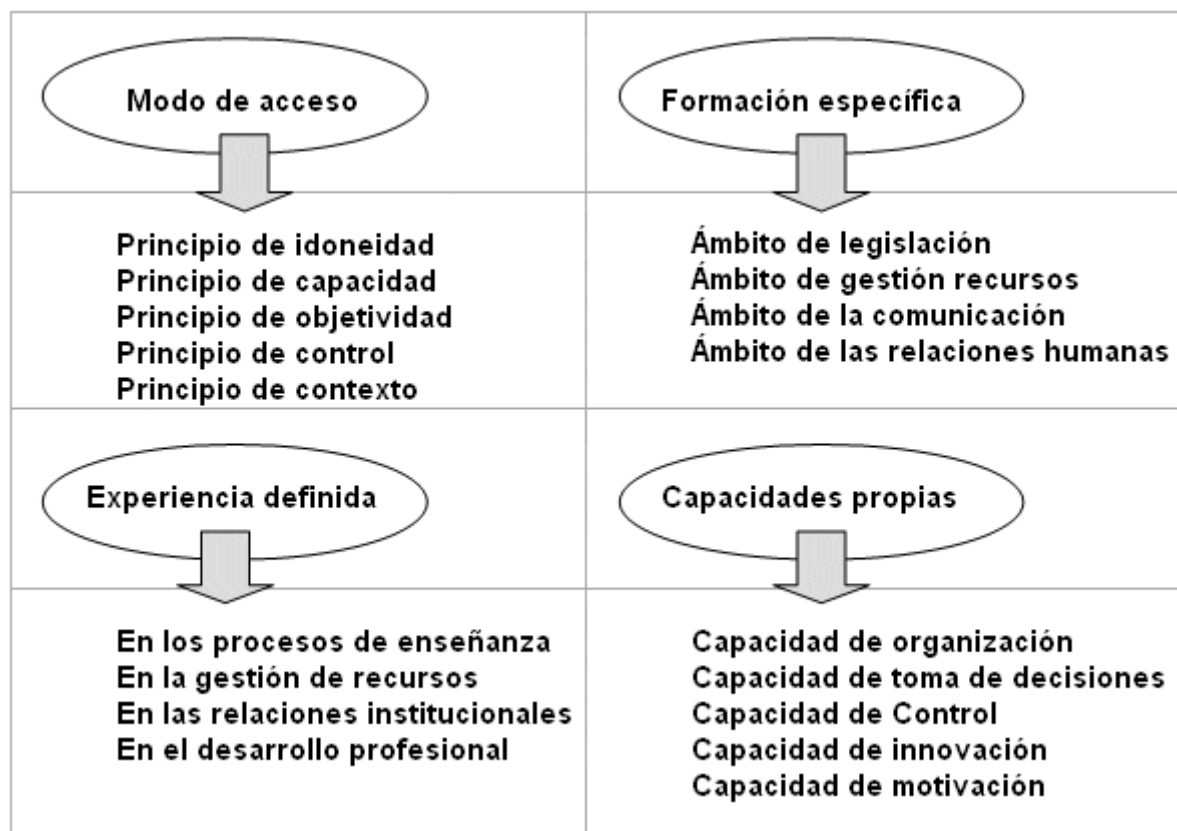 Modo de acceso
Principio de idoneidad
Principio de capacidad
Principio de objetividad
Principio de control
Principio de contexto
Formación específica
Ámbito de legislación
Ámbito de gestión recursos
Ámbito de la comunicación
Ámbito de las relaciones humanas
Experiencia definida
En los procesos de enseñanza
En la gestión de recursos
En las relaciones institucionales
En el desarrollo profesional
Capacidades propias
Capacidad de organización
Capacidad de toma de decisiones
Capacidad de Control
Capacidad de innovación
Capacidad de motivación